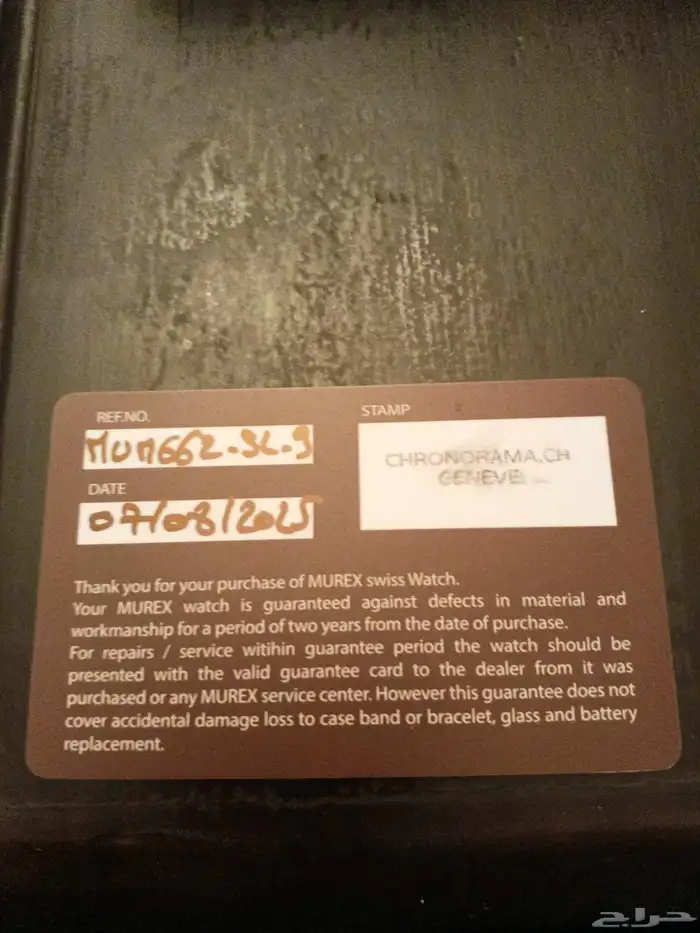 REF.NO.
MUM662-SL-9
DATE
07/08/2025
STAMP
CHRONORAMA.CH
GENEVE
Thank you for your purchase of MUREX swiss Watch.
Your MUREX watch is guaranteed against defects in material and
workmanship for a period of two years from the date of purchase.
For repairs / service witihin guarantee period the watch should be
presented with the valid guarantee card to the dealer from it was
purchased or any MUREX service center. However this guarantee does not
cover accidental damage loss to case band or bracelet, glass and battery
replacement.
حراج